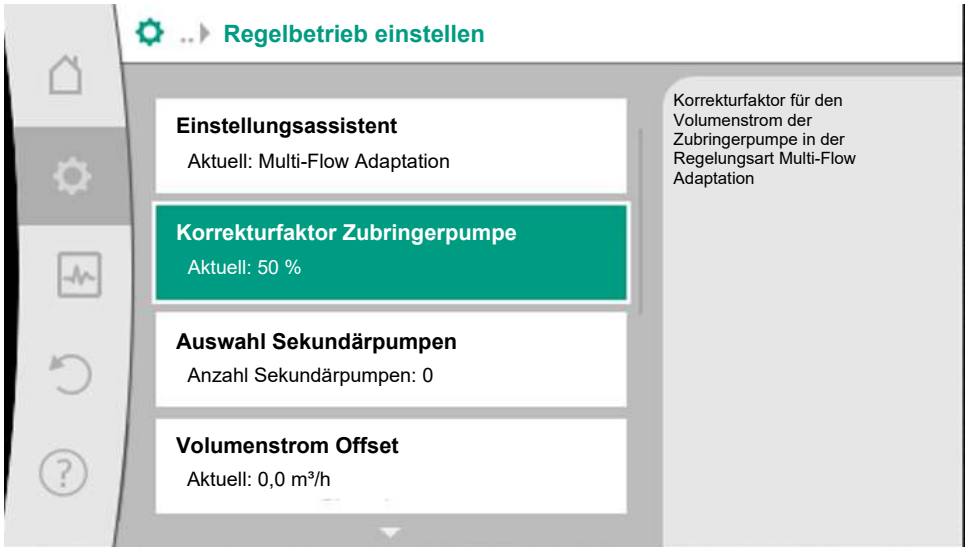 ..▸ Regelbetrieb einstellen
Einstellungsassistent
Aktuell: Multi-Flow Adaptation
Korrekturfaktor Zubringerpumpe
Aktuell: 50 %
Auswahl Sekundärpumpen
Anzahl Sekundärpumpen: 0
Volumenstrom Offset
Aktuell: 0,0 m³/h
Korrekturfaktor für den
Volumenstrom der
Zubringerpumpe in der
Regelungsart Multi-Flow
Adaptation
?